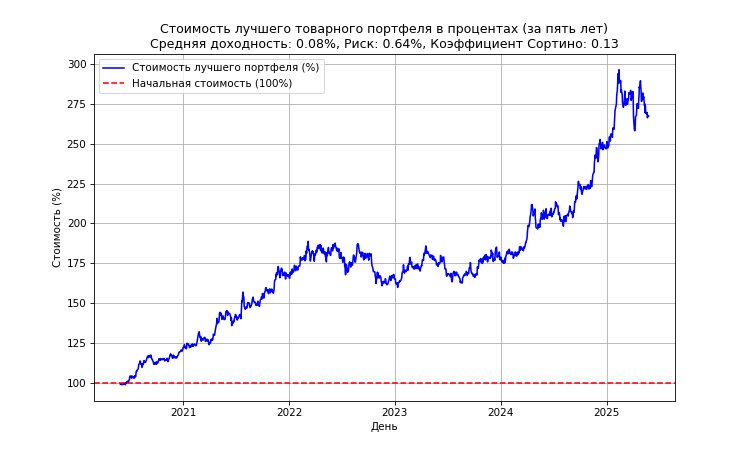 Стоимость лучшего товарного портфеля в процентах (за пять лет)
Средняя доходность: 0.08%, Риск: 0.64%, Коэффициент Сортино: 0.13
Стоимость лучшего портфеля (%)
Начальная стоимость (100%)
Стоимость (%)
300
275
250
225
200
175
150
125
100
2021
2022
2023
2024
2025
День